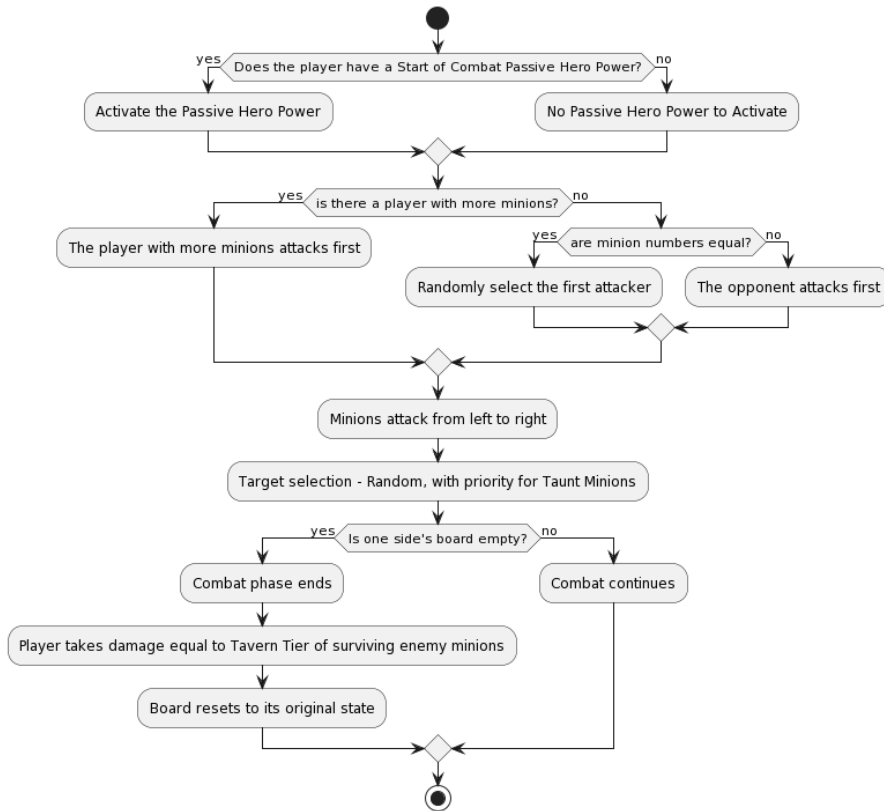 Does the player have a Start of Combat Passive Hero Power?
yes
no
Activate the Passive Hero Power
No Passive Hero Power to Activate
is there a player with more minions?
yes
no
The player with more minions attacks first
are minion numbers equal?
yes
no
Randomly select the first attacker
The opponent attacks first
Minions attack from left to right
Target selection - Random, with priority for Taunt Minions
Is one side's board empty?
yes
no
Combat phase ends
Combat continues
Player takes damage equal to Tavern Tier of surviving enemy minions
Board resets to its original state